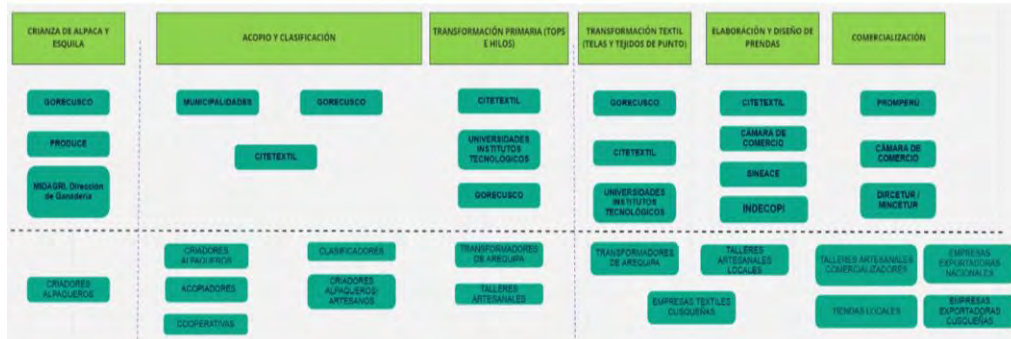 CRIANZA DE ALPACA Y
ESQUILA
ACOPIO Y CLASIFICACIÓN
TRANSFORMACIÓN PRIMARIA (TOPS
E HILOS)
TRANSFORMACIÓN TEXTIL
(TELAS Y TEJIDOS DE PUNTO)
ELABORACIÓN Y DISEÑO DE
PRENDAS
COMERCIALIZACIÓN
GORECUSCO
PRODUCE
MIDAGRI, Dirección
de Ganadería
MUNICIPALIDADES
GORECUSCO
CITETEXTIL
CITETEXTIL
UNIVERSIDADES
INSTITUTOS
TECNOLÓGICOS
GORECUSCO
GORECUSCO
CITETEXTIL
UNIVERSIDADES
INSTITUTOS
TECNOLÓGICOS
CITETEXTIL
CÁMARA DE
COMERCIO
SINEACE
INDECOPI
PROMPERÚ
CÁMARA DE
COMERCIO
DIRCETUR /
MINCETUR
CRIADORES
ALPAQUEROS
CRIADORES
ALPAQUEROS
ACOPIADORES
COOPERATIVAS
CLASIFICADORES
CRIADORES
ALPAQUEROS/
ARTESANOS
TRANSFORMADORES
DE AREQUIPA
TALLERES
ARTESANALES
TRANSFORMADORES
DE AREQUIPA
EMPRESAS TEXTILES
CUSQUEÑAS
TALLERES
ARTESANALES
LOCALES
TALLERES ARTESANALES
COMERCIALIZADORES
TIENDAS LOCALES
EMPRESAS
EXPORTADORAS
NACIONALES
EMPRESAS
EXPORTADORAS
CUSQUEÑAS